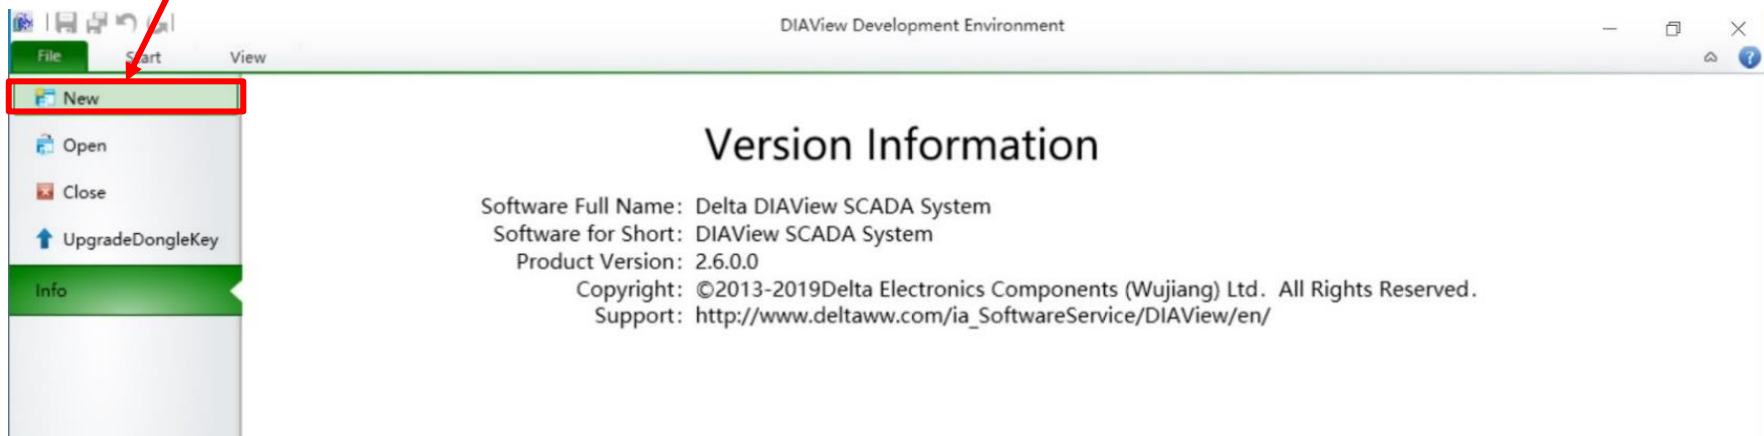 DIAView Development Environment
File Start View
New
Open
Close
UpgradeDongleKey
Info
Version Information
Software Full Name: Delta DIAView SCADA System
Software for Short: DIAView SCADA System
Product Version: 2.6.0.0
Copyright: ©2013-2019Delta Electronics Components (Wujiang) Ltd. All Rights Reserved.
Support: http://www.deltaww.com/ia_SoftwareService/DIAView/en/